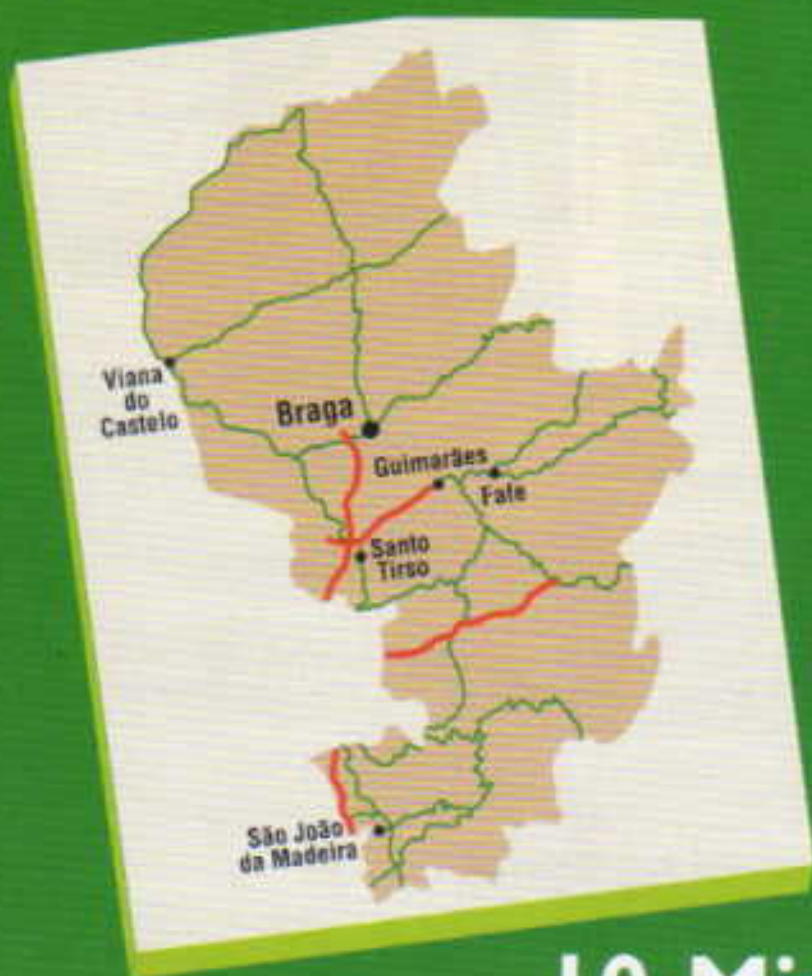 Viana
do
Castelo
Braga
Guimarães
Fafe
Santo
Tirso
São João
da Madeira